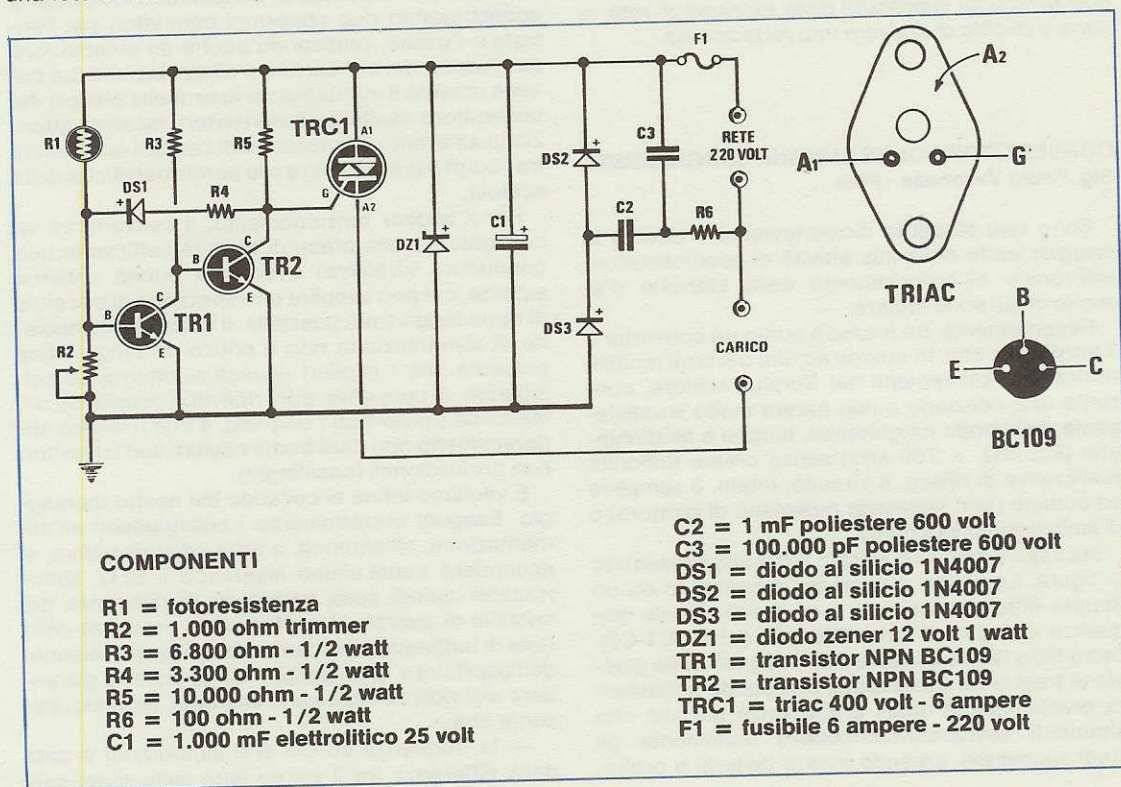 F1
R1
R3
R5
TRC1
A1
G
A2
DS1
R4
DZ1
C1
DS2
C3
RETE
220 VOLT
C2
R6
DS3
CARICO
B
C
E
TR2
B
C
E
TR1
R2
A2
A1
G
TRIAC
B
E
C
BC109
COMPONENTI
R1 = fotoresistenza
R2 = 1.000 ohm trimmer
R3 = 6.800 ohm - 1/2 watt
R4 = 3.300 ohm - 1/2 watt
R5 = 10.000 ohm - 1/2 watt
R6 = 100 ohm - 1/2 watt
C1 = 1.000 mF elettrolitico 25 volt
C2 = 1 mF poliestere 600 volt
C3 = 100.000 pF poliestere 600 volt
DS1 = diodo al silicio 1N4007
DS2 = diodo al silicio 1N4007
DS3 = diodo al silicio 1N4007
DZ1 = diodo zener 12 volt 1 watt
TR1 = transistor NPN BC109
TR2 = transistor NPN BC109
TRC1 = triac 400 volt - 6 ampere
F1 = fusibile 6 ampere - 220 volt